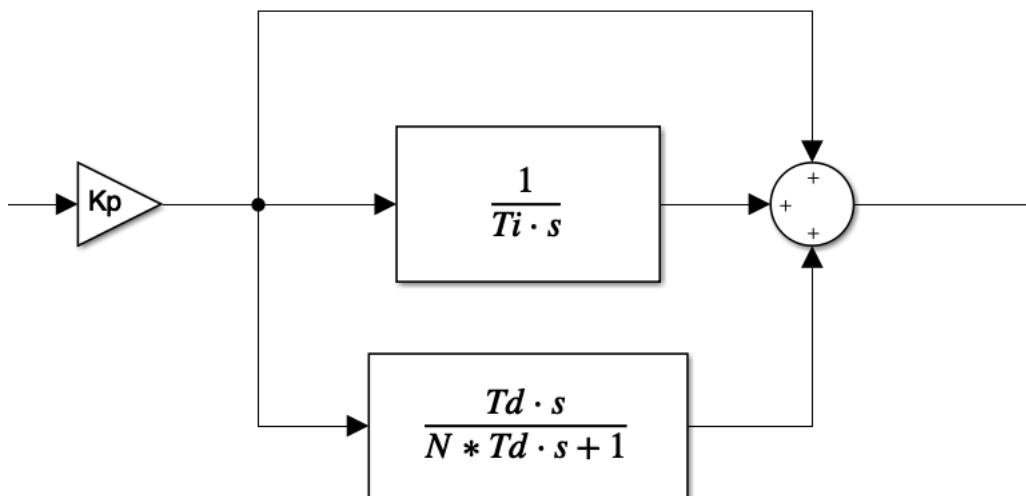 +
Kp
1
Ti · s
+
+
Td · s
N * Td · s + 1